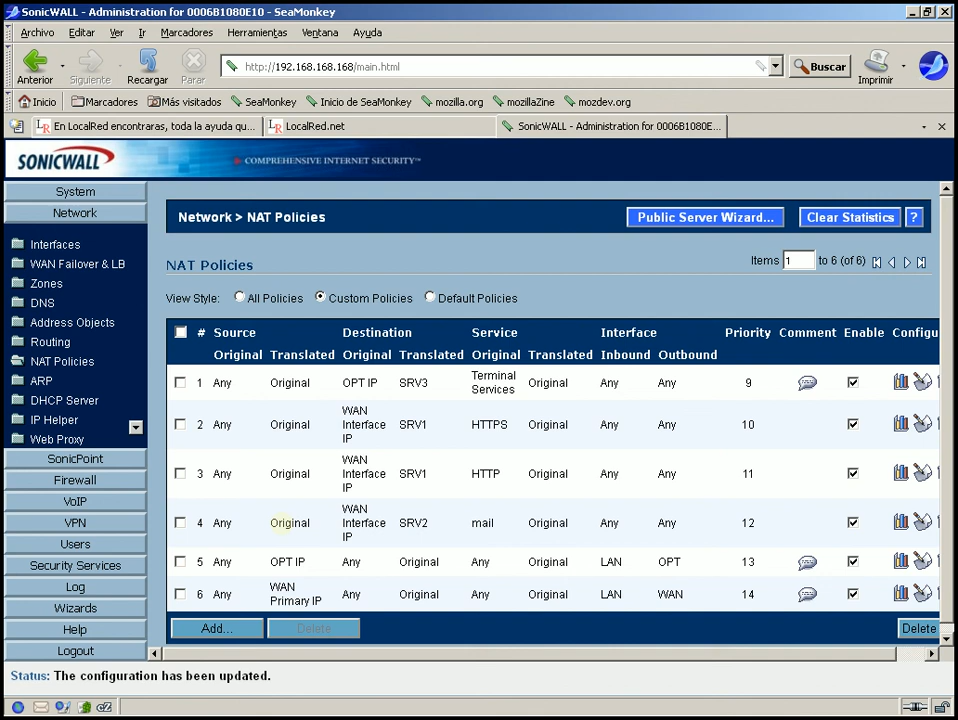 SonicWALL - Administration for 0006B1080E10 - SeaMonkey
Archivo Editar Ver Ir Marcadores Herramientas Ventana Ayuda
Anterior Siguiente Recargar Parar http://192.168.168.168/main.html Buscar Imprimir
Inicio Marcadores Más visitados SeaMonkey Inicio de SeaMonkey mozilla.org mozillaZine mozdev.org
En LocalRed encontraras, toda la ayuda qu... LocalRed.net SonicWALL - Administration for 0006B1080E...
SONICWALL COMPREHENSIVE INTERNET SECURITY™
System
Network
Interfaces
WAN Failover & LB
Zones
DNS
Address Objects
Routing
NAT Policies
ARP
DHCP Server
IP Helper
Web Proxy
SonicPoint
Firewall
VoIP
VPN
Users
Security Services
Log
Wizards
Help
Logout
Network > NAT Policies Public Server Wizard... Clear Statistics ?
NAT Policies Items 1 to 6 (of 6)
View Style: All Policies Custom Policies Default Policies
# Source Destination Service Interface Priority Comment Enable Configu
Original Translated Original Translated Original Translated Inbound Outbound
1 Any Original OPT IP SRV3 Terminal Services Original Any Any 9
2 Any Original WAN Interface IP SRV1 HTTPS Original Any Any 10
3 Any Original WAN Interface IP SRV1 HTTP Original Any Any 11
4 Any Original WAN Interface IP SRV2 mail Original Any Any 12
5 Any OPT IP Any Original Any Original LAN OPT 13
6 Any WAN Primary IP Any Original Any Original LAN WAN 14
Add... Delete Delete
Status: The configuration has been updated.